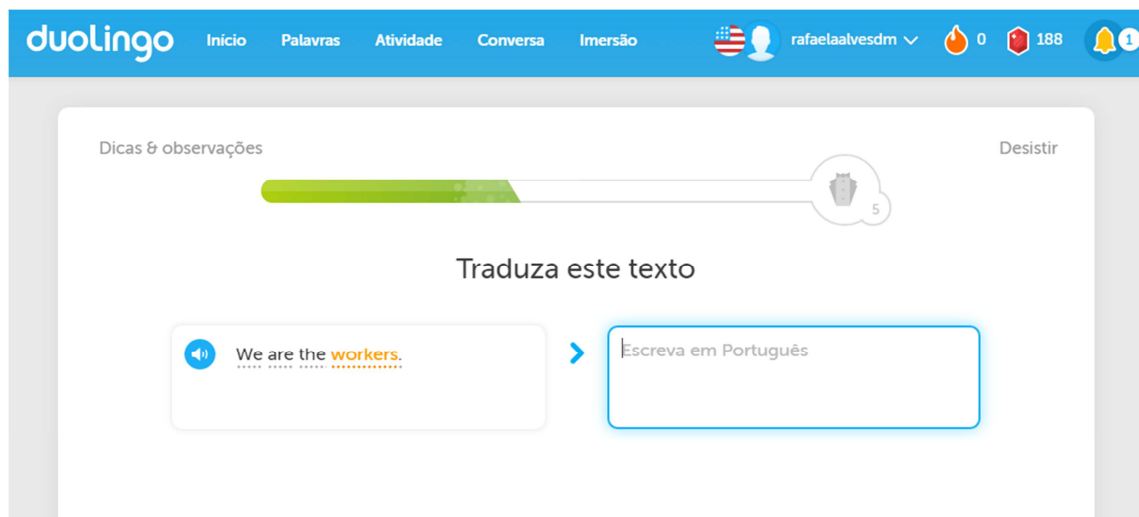 duolingo Início Palavras Atividade Conversa Imersão rafaelaalvesdm 0 188 1
Dicas & observações Desistir
5
Traduza este texto
We are the workers. Escreva em Português